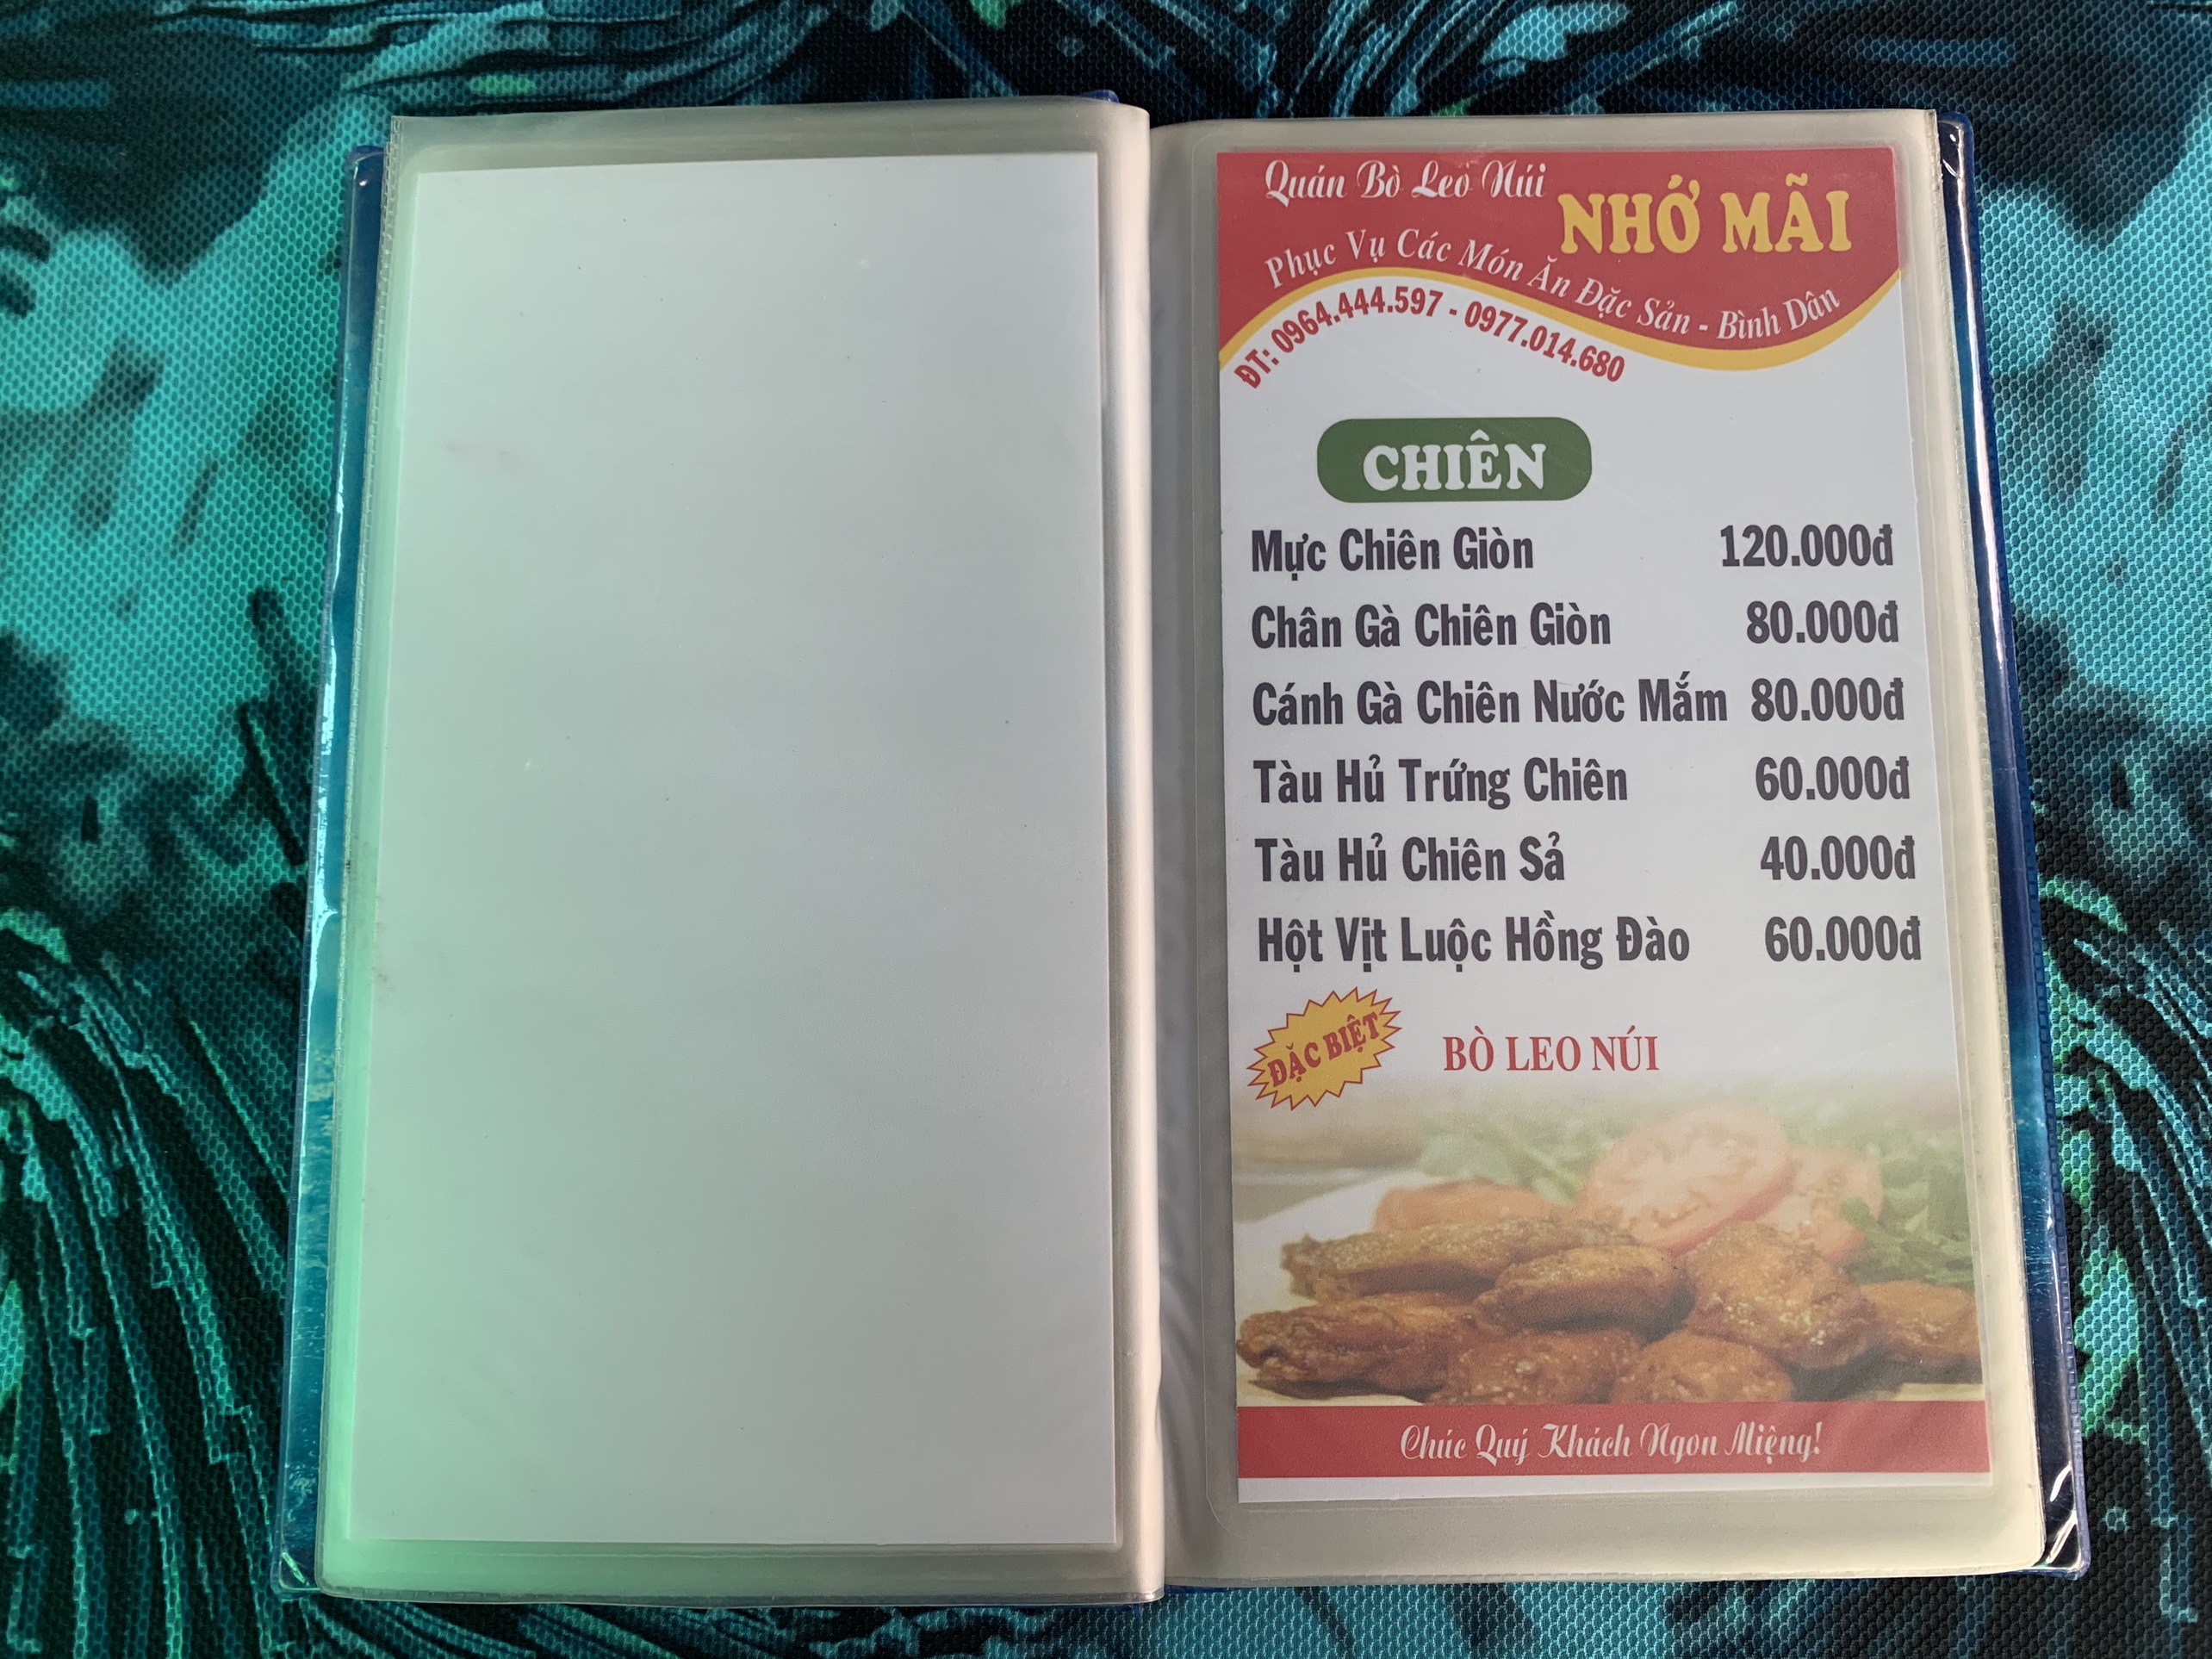 Quán Bò Leo Núi
NHỚ MÃI
Phục Vụ Các Món Ăn Đặc Sản - Bình Dân
ĐT: 0964.444.597 - 0977.014.680
CHIÊN
Mực Chiên Giòn 120.000đ
Chân Gà Chiên Giòn 80.000đ
Cánh Gà Chiên Nước Mắm 80.000đ
Tàu Hủ Trứng Chiên 60.000đ
Tàu Hủ Chiên Sả 40.000đ
Hột Vịt Luộc Hồng Đào 60.000đ
ĐẶC BIỆT BÒ LEO NÚI
Chúc Quý Khách Ngon Miệng!